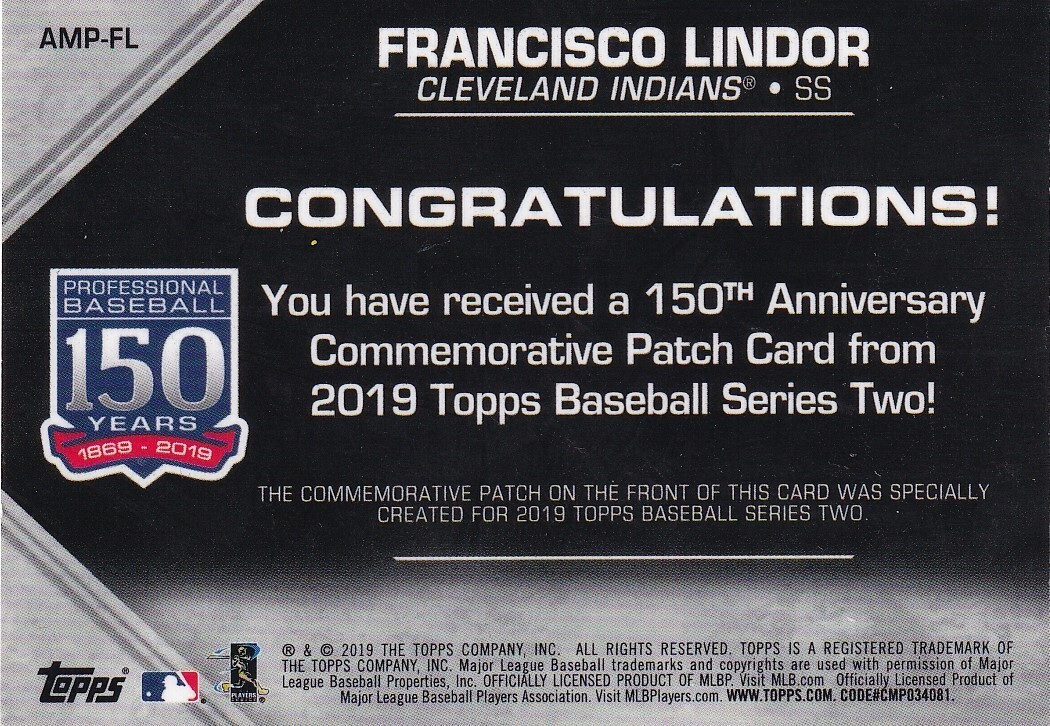 AMP-FL
FRANCISCO LINDOR
CLEVELAND INDIANS® • SS
CONGRATULATIONS!
PROFESSIONAL
BASEBALL
150
YEARS
1869 - 2019
You have received a 150TH Anniversary
Commemorative Patch Card from
2019 Topps Baseball Series Two!
THE COMMEMORATIVE PATCH ON THE FRONT OF THIS CARD WAS SPECIALLY
CREATED FOR 2019 TOPPS BASEBALL SERIES TWO.
topps®
PLAYERS
® & © 2019 THE TOPPS COMPANY, INC. ALL RIGHTS RESERVED. TOPPS IS A REGISTERED TRADEMARK OF
THE TOPPS COMPANY, INC. Major League Baseball trademarks and copyrights are used with permission of Major
League Baseball Properties, Inc. OFFICIALLY LICENSED PRODUCT OF MLBP. Visit MLB.com Officially Licensed Product of
Major League Baseball Players Association. Visit MLBPlayers.com. WWW.TOPPS.COM. CODE#CMP034081.